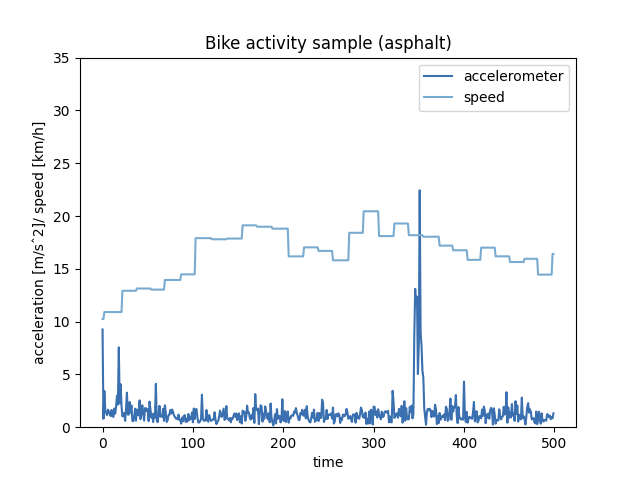 Bike activity sample (asphalt)
accelerometer
speed
35
30
25
20
15
10
5
0
acceleration [m/s^2]/ speed [km/h]
0 100 200 300 400 500
time